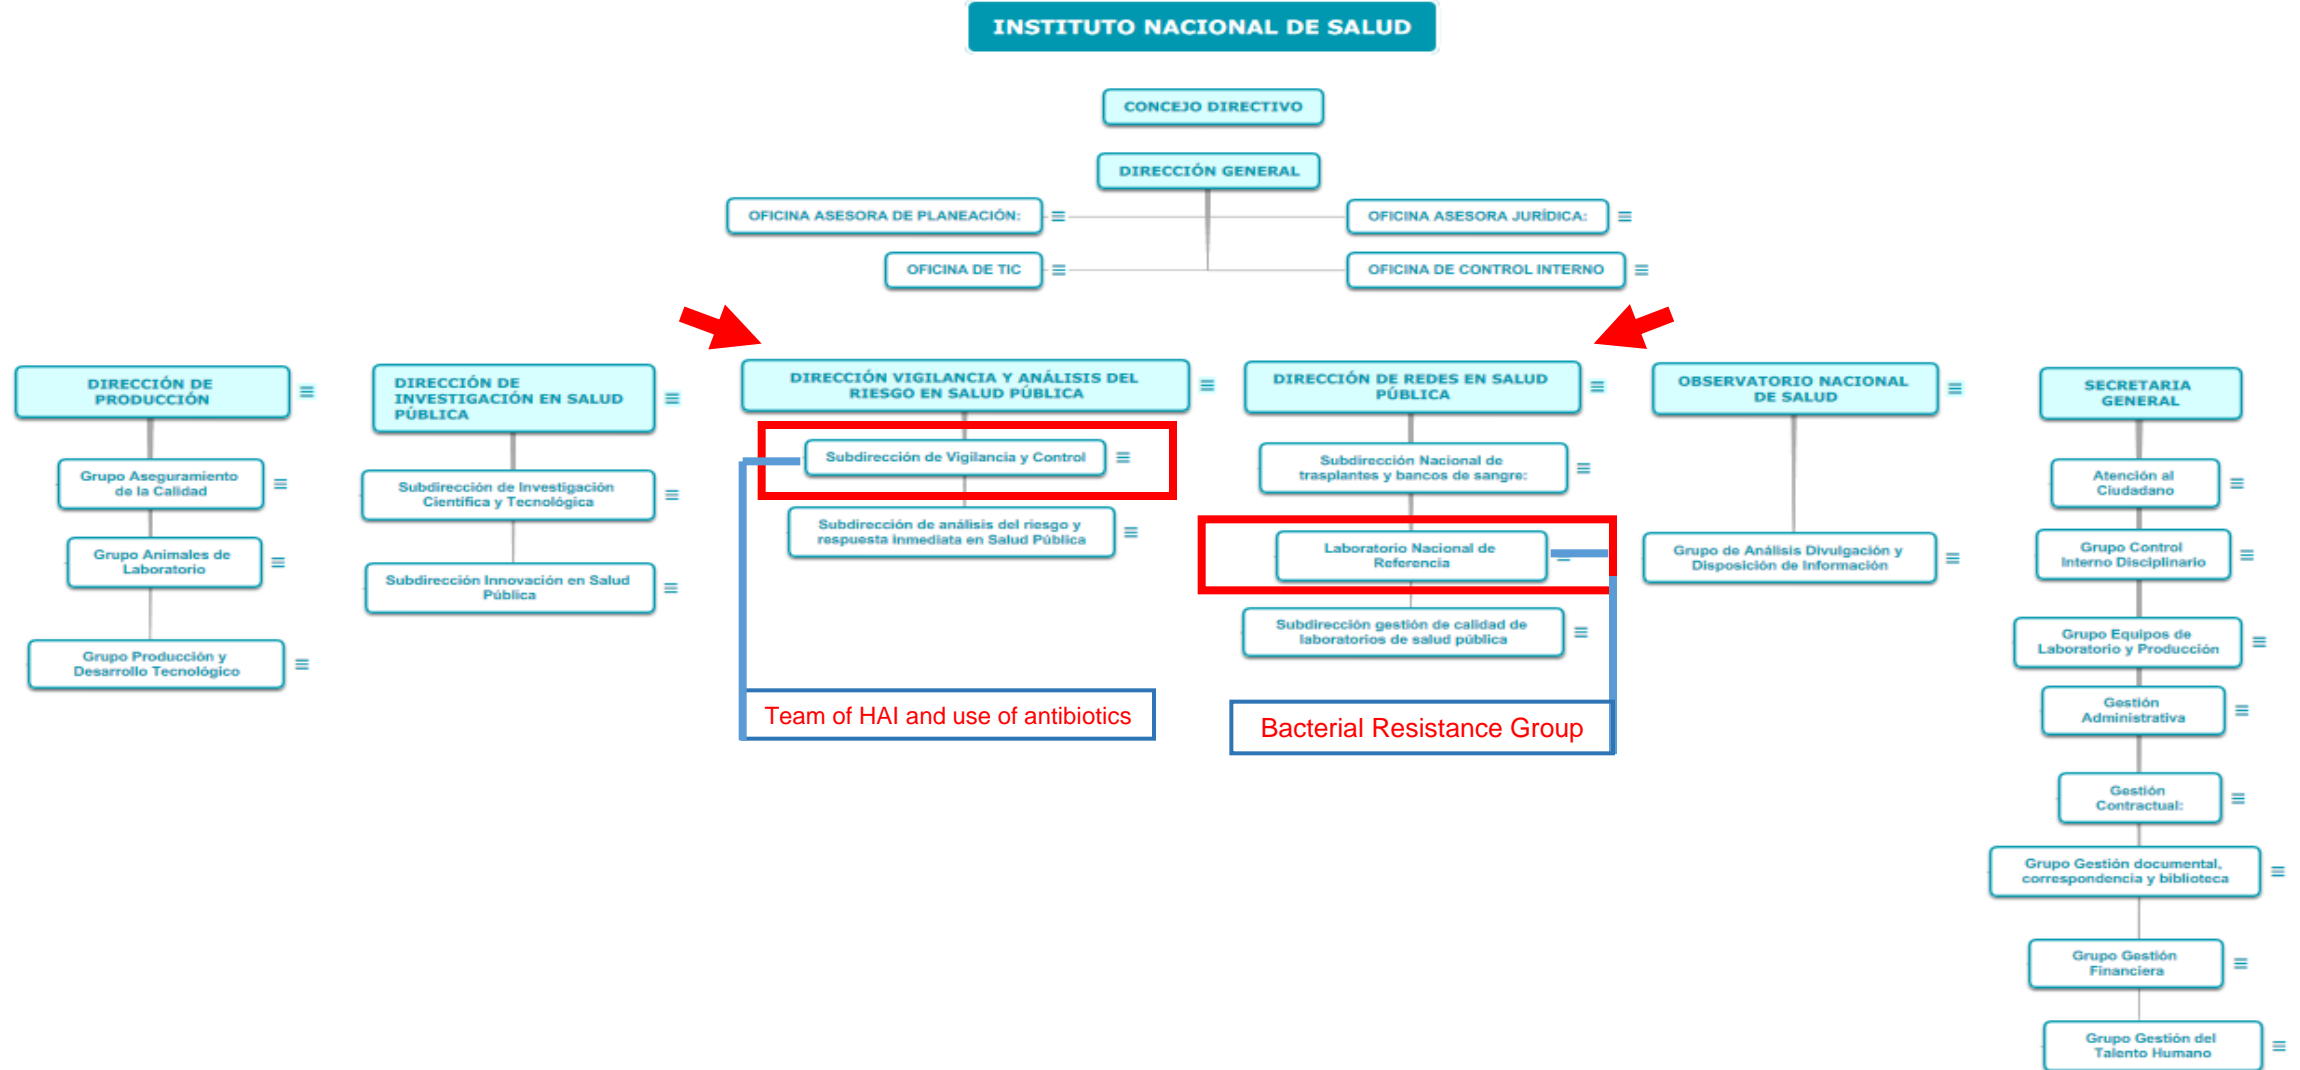 INSTITUTO NACIONAL DE SALUD
CONCEJO DIRECTIVO
DIRECCIÓN GENERAL
OFICINA ASESORA DE PLANEACIÓN:
OFICINA ASESORA JURÍDICA:
OFICINA DE TIC
OFICINA DE CONTROL INTERNO
DIRECCIÓN DE
PRODUCCIÓN
Grupo Aseguramiento
de la Calidad
Grupo Animales de
Laboratorio
Grupo Producción y
Desarrollo Tecnológico
DIRECCIÓN DE
INVESTIGACIÓN EN SALUD
PÚBLICA
Subdirección de Investigación
Científica y Tecnológica
Subdirección Innovación en Salud
Pública
DIRECCIÓN VIGILANCIA Y ANÁLISIS DEL
RIESGO EN SALUD PÚBLICA
Subdirección de Vigilancia y Control
Subdirección de análisis del riesgo y
respuesta inmediata en Salud Pública
Team of HAI and use of antibiotics
DIRECCIÓN DE REDES EN SALUD
PÚBLICA
Subdirección Nacional de
trasplantes y bancos de sangre:
Laboratorio Nacional de
Referencia
Subdirección gestión de calidad de
laboratorios de salud pública
Bacterial Resistance Group
OBSERVATORIO NACIONAL
DE SALUD
Grupo de Análisis Divulgación y
Disposición de Información
SECRETARIA
GENERAL
Atención al
Ciudadano
Grupo Control
Interno Disciplinario
Grupo Equipos de
Laboratorio y Producción
Gestión
Administrativa
Gestión
Contractual:
Grupo Gestión documental,
correspondencia y biblioteca
Grupo Gestión
Financiera
Grupo Gestión del
Talento Humano